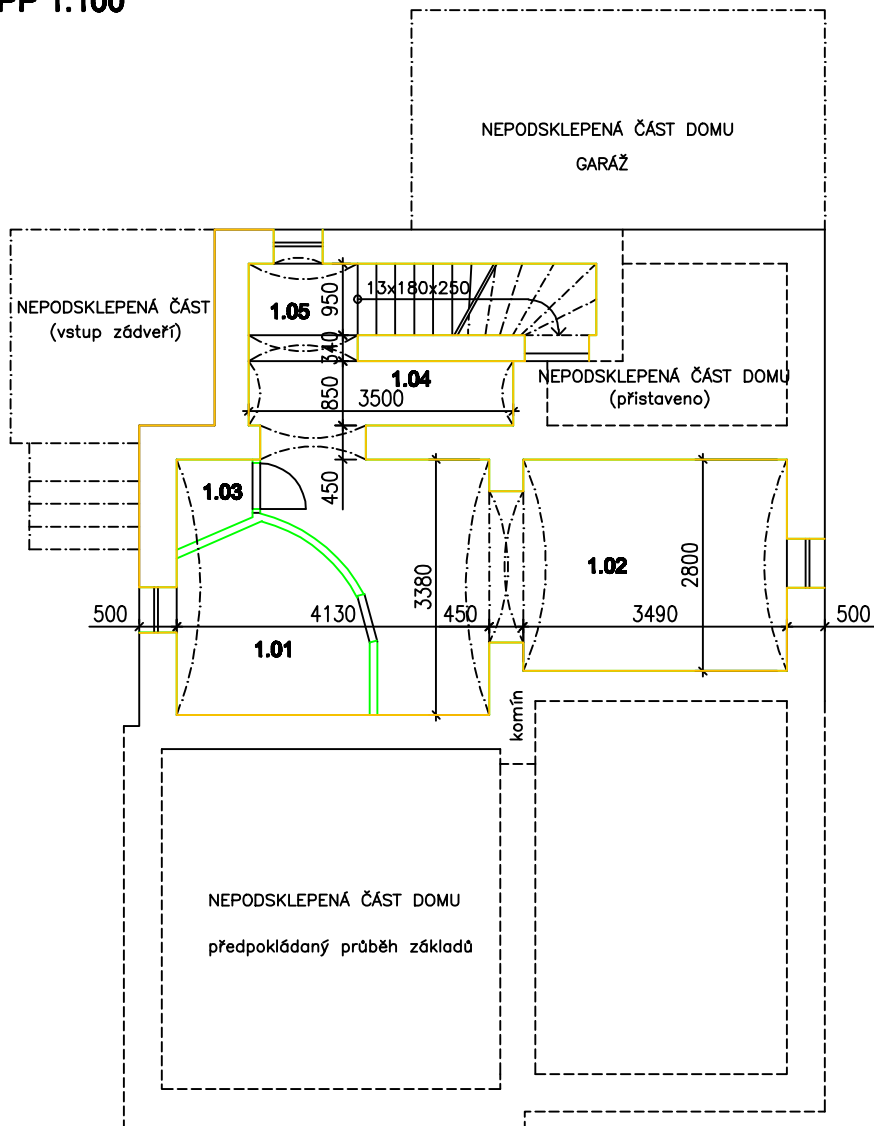 PP 1:100
NEPODSKLEPENÁ ČÁST DOMU
GARÁŽ
NEPODSKLEPENÁ ČÁST
(vstup zádveří)
13x180x250
950
1.05
340
1.04
NEPODSKLEPENÁ ČÁST DOMU
(přistaveno)
850
3500
1.03
450
1.02
2800
3380
500
4130
450
3490
500
1.01
komín
NEPODSKLEPENÁ ČÁST DOMU
předpokládaný průběh základů